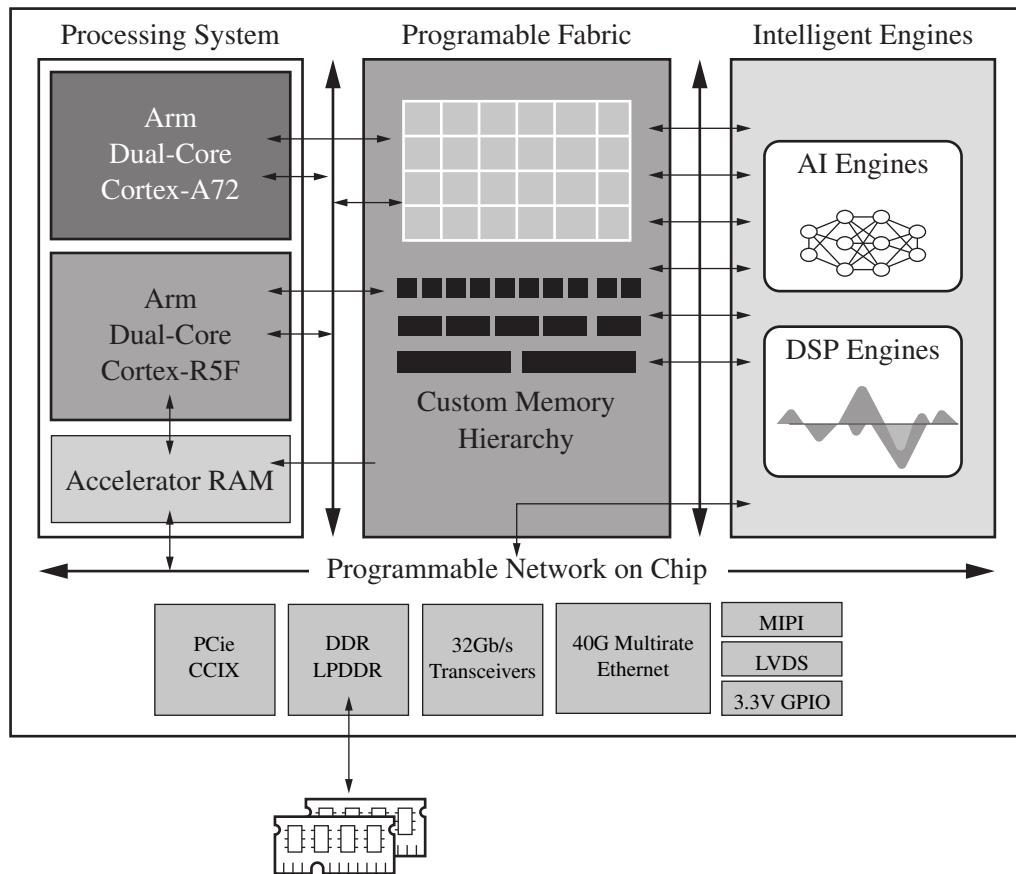 Processing System
Programable Fabric
Intelligent Engines
Arm
Dual-Core
Cortex-A72
Arm
Dual-Core
Cortex-R5F
Accelerator RAM
Custom Memory
Hierarchy
AI Engines
DSP Engines
Programmable Network on Chip
PCie
CCIX
DDR
LPDDR
32Gb/s
Transceivers
40G Multirate
Ethernet
MIPI
LVDS
3.3V GPIO